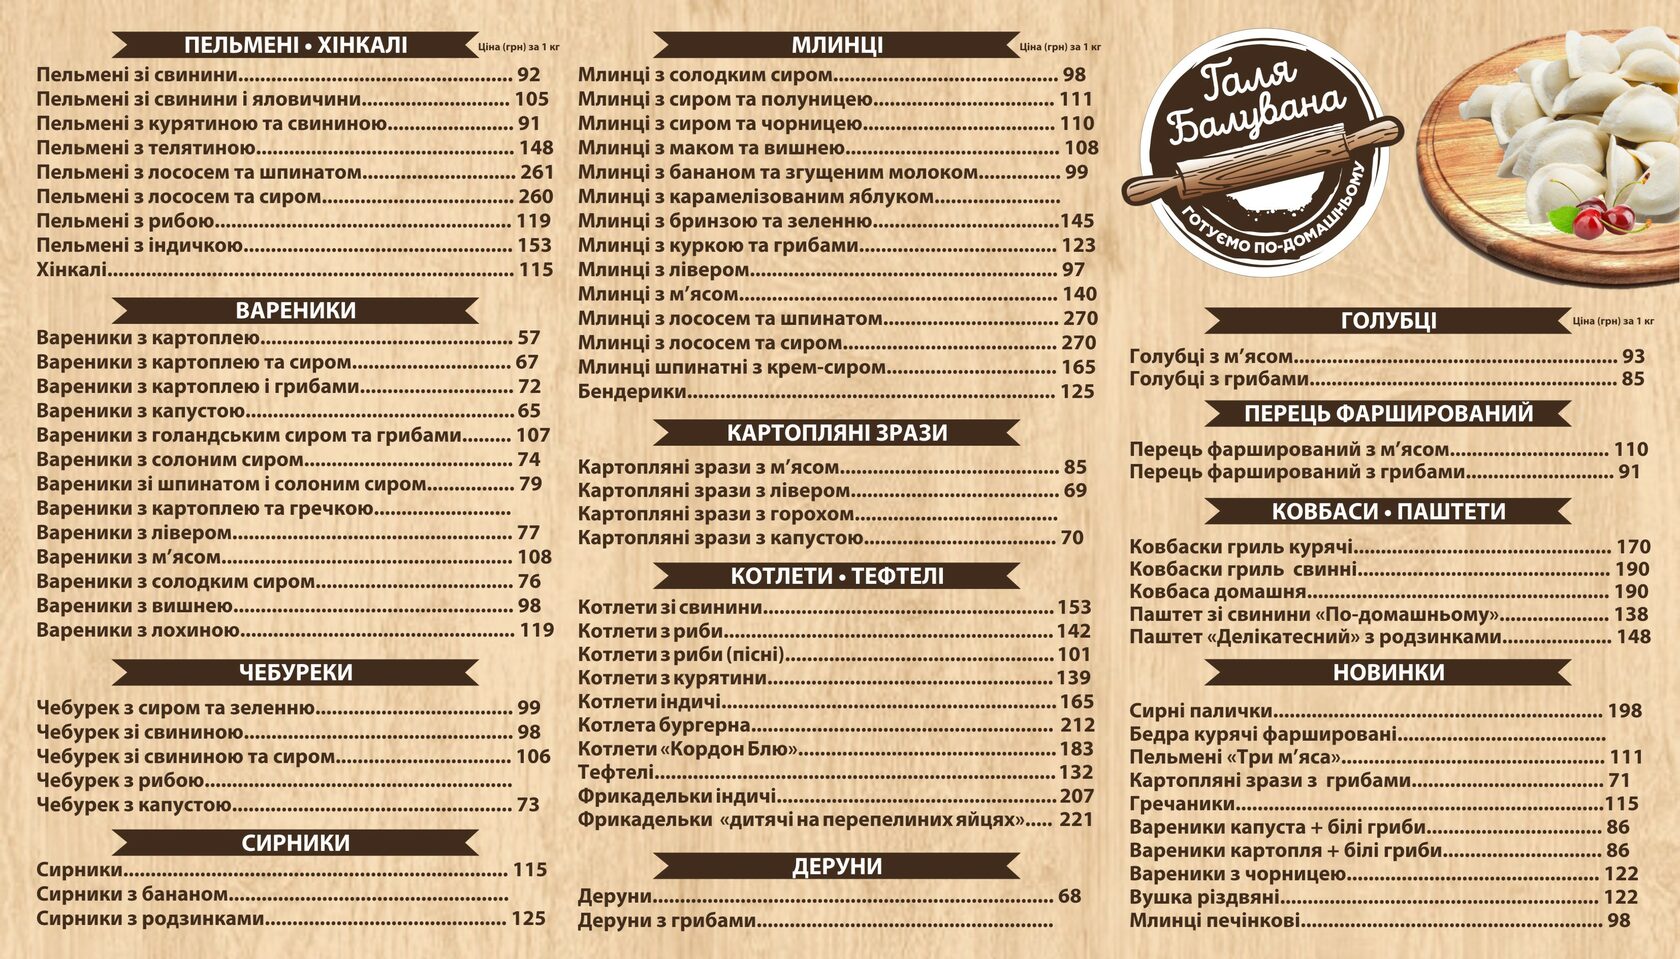 ПЕЛЬМЕНІ • ХІНКАЛІ Ціна (грн) за 1 кг
Пельмені зі свинини 92
Пельмені зі свинини і яловичини 105
Пельмені з курятиною та свининою 91
Пельмені з телятиною 148
Пельмені з лососем та шпинатом 261
Пельмені з лососем та сиром 260
Пельмені з рибою 119
Пельмені з індичкою 153
Хінкалі 115
ВАРЕНИКИ
Вареники з картоплею 57
Вареники з картоплею та сиром 67
Вареники з картоплею і грибами 72
Вареники з капустою 65
Вареники з голандським сиром та грибами 107
Вареники з солоним сиром 74
Вареники зі шпинатом і солоним сиром 79
Вареники з картоплею та гречкою
Вареники з лівером 77
Вареники з м’ясом 108
Вареники з солодким сиром 76
Вареники з вишнею 98
Вареники з лохиною 119
ЧЕБУРЕКИ
Чебурек з сиром та зеленню 99
Чебурек зі свининою 98
Чебурек зі свининою та сиром 106
Чебурек з рибою
Чебурек з капустою 73
СИРНИКИ
Сирники 115
Сирники з бананом
Сирники з родзинками 125
МЛИНЦІ Ціна (грн) за 1 кг
Млинці з солодким сиром 98
Млинці з сиром та полуницею 111
Млинці з сиром та чорницею 110
Млинці з маком та вишнею 108
Млинці з бананом та згущеним молоком 99
Млинці з карамелізованим яблуком
Млинці з бринзою та зеленню 145
Млинці з куркою та грибами 123
Млинці з лівером 97
Млинці з м’ясом 140
Млинці з лососем та шпинатом 270
Млинці з лососем та сиром 270
Млинці шпинатні з крем-сиром 165
Бендерики 125
КАРТОПЛЯНІ ЗРАЗИ
Картопляні зрази з м’ясом 85
Картопляні зрази з лівером 69
Картопляні зрази з горохом
Картопляні зрази з капустою 70
КОТЛЕТИ • ТЕФТЕЛІ
Котлети зі свинини 153
Котлети з риби 142
Котлети з риби (пісні) 101
Котлети з курятини 139
Котлети індичі 165
Котлета бургерна 212
Котлети «Кордон Блю» 183
Тефтелі 132
Фрикадельки індичі 207
Фрикадельки «дитячі на перепелиних яйцях» 221
ДЕРУНИ
Деруни 68
Деруни з грибами
Галя
Балувана
ГОТУЄМО ПО-ДОМАШНЬОМУ
ГОЛУБЦІ Ціна (грн) за 1 кг
Голубці з м’ясом 93
Голубці з грибами 85
ПЕРЕЦЬ ФАРШИРОВАНИЙ
Перець фарширований з м’ясом 110
Перець фарширований з грибами 91
КОВБАСИ • ПАШТЕТИ
Ковбаски гриль курячі 170
Ковбаски гриль свинні 190
Ковбаса домашня 190
Паштет зі свинини «По-домашньому» 138
Паштет «Делікатесний» з родзинками 148
НОВИНКИ
Сирні палички 198
Бедра курячі фаршировані
Пельмені «Три м’яса» 111
Картопляні зрази з грибами 71
Гречаники 115
Вареники капуста + білі гриби 86
Вареники картопля + білі гриби 86
Вареники з чорницею 122
Вушка різдвяні 122
Млинці печінкові 98